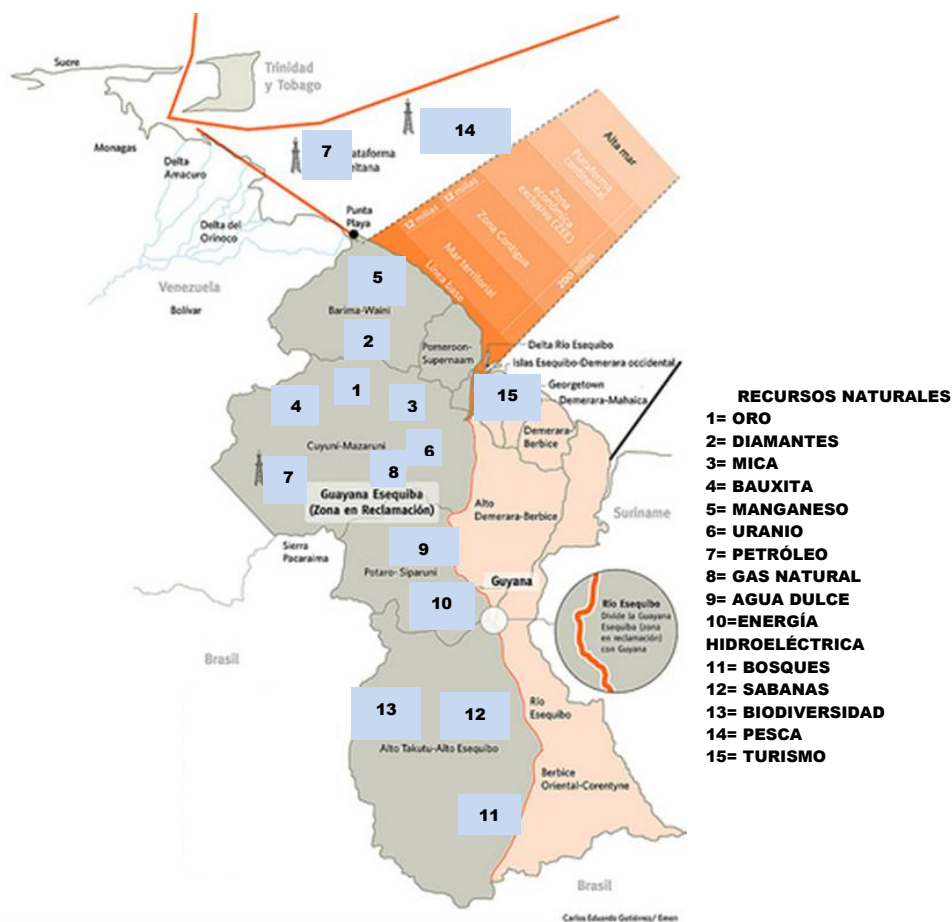 Sucre
Trinidad
y Tobago
14
7
Plataforma
Deltana
Monagas
Delta
Amacuro
Alta mar
Plataforma
continental
Zona
económica
exclusiva (ZEE)
12 millas
12 millas
Zona Contigua
200 millas
Mar territorial
Línea base
Punta
Playa
Delta del
Orinoco
Venezuela
Bolívar
5
Barima-Waini
2
Pomeroon-
Supernaam
Delta Río Esequibo
Islas Esequibo-Demerara occidental
Georgetown
Demerara-Mahaica
15
Demerara-
Berbice
1
4
3
Cuyuní-Mazaruni
6
7
8
Guayana Esequiba
(Zona en Reclamación)
Alto
Demerara-Berbice
Suriname
Sierra
Pacaraima
9
Potaro- Siparuni
Guyana
10
Río Esequibo
Divide la Guayana
Esequiba (zona
en reclamación)
con Guyana
Brasil
13
12
Río
Esequibo
Alto Takutu-Alto Esequibo
Berbice
Oriental-Corentyne
11
Brasil
Carlos Eduardo Gutiérrez/ Emen
RECURSOS NATURALES
1= ORO
2= DIAMANTES
3= MICA
4= BAUXITA
5= MANGANESO
6= URANIO
7= PETRÓLEO
8= GAS NATURAL
9= AGUA DULCE
10=ENERGÍA
HIDROELÉCTRICA
11= BOSQUES
12= SABANAS
13= BIODIVERSIDAD
14= PESCA
15= TURISMO